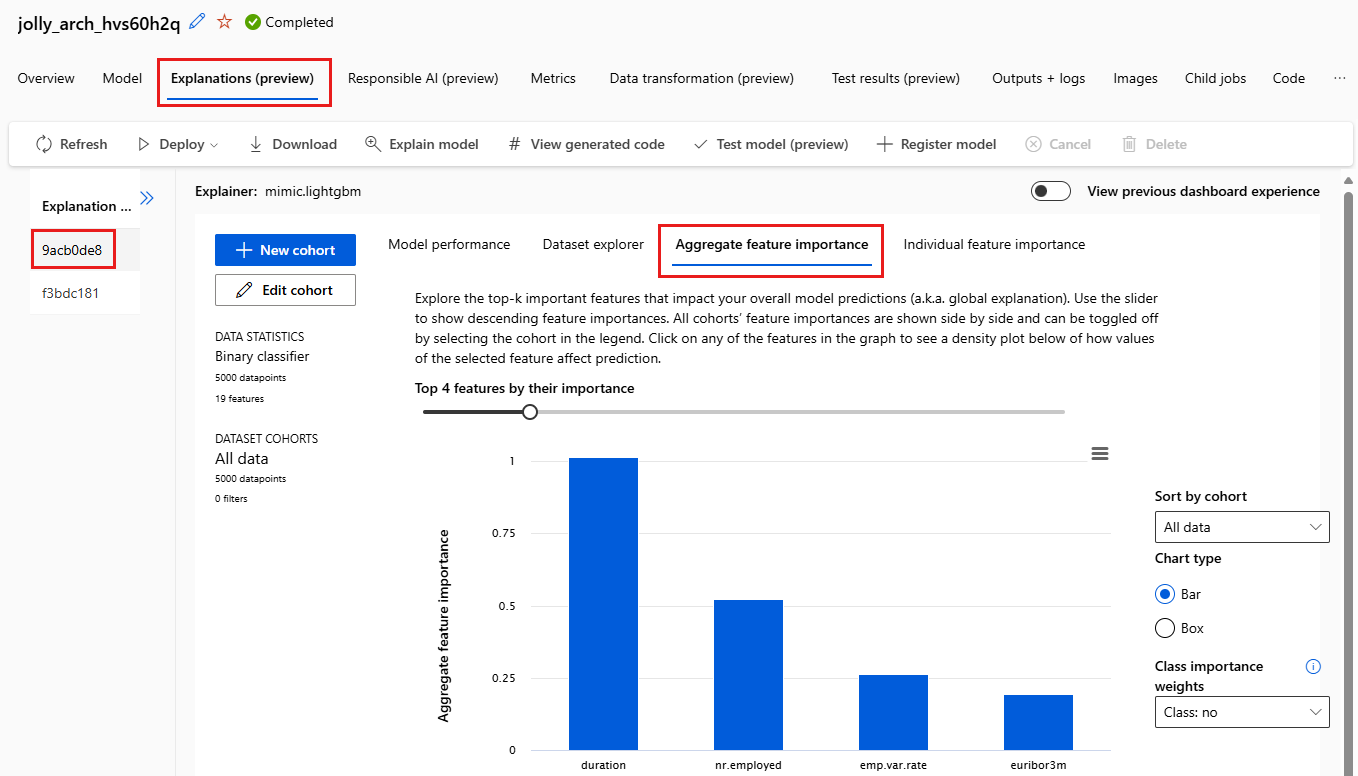 jolly_arch_hvs60h2q Completed
Overview Model Explanations (preview) Responsible AI (preview) Metrics Data transformation (preview) Test results (preview) Outputs + logs Images Child jobs Code ...
Refresh Deploy Download Explain model # View generated code Test model (preview) Register model Cancel Delete
Explanation ...
9acb0de8
f3bdc181
Explainer: mimic.lightgbm
View previous dashboard experience
New cohort
Edit cohort
DATA STATISTICS
Binary classifier
5000 datapoints
19 features
DATASET COHORTS
All data
5000 datapoints
0 filters
Model performance Dataset explorer Aggregate feature importance Individual feature importance
Explore the top-k important features that impact your overall model predictions (a.k.a. global explanation). Use the slider
to show descending feature importances. All cohorts' feature importances are shown side by side and can be toggled off
by selecting the cohort in the legend. Click on any of the features in the graph to see a density plot below of how values
of the selected feature affect prediction.
Top 4 features by their importance
Aggregate feature importance
1
0.75
0.5
0.25
0
duration nr.employed emp.var.rate euribor3m
Sort by cohort
All data
Chart type
Bar
Box
Class importance
weights
Class: no